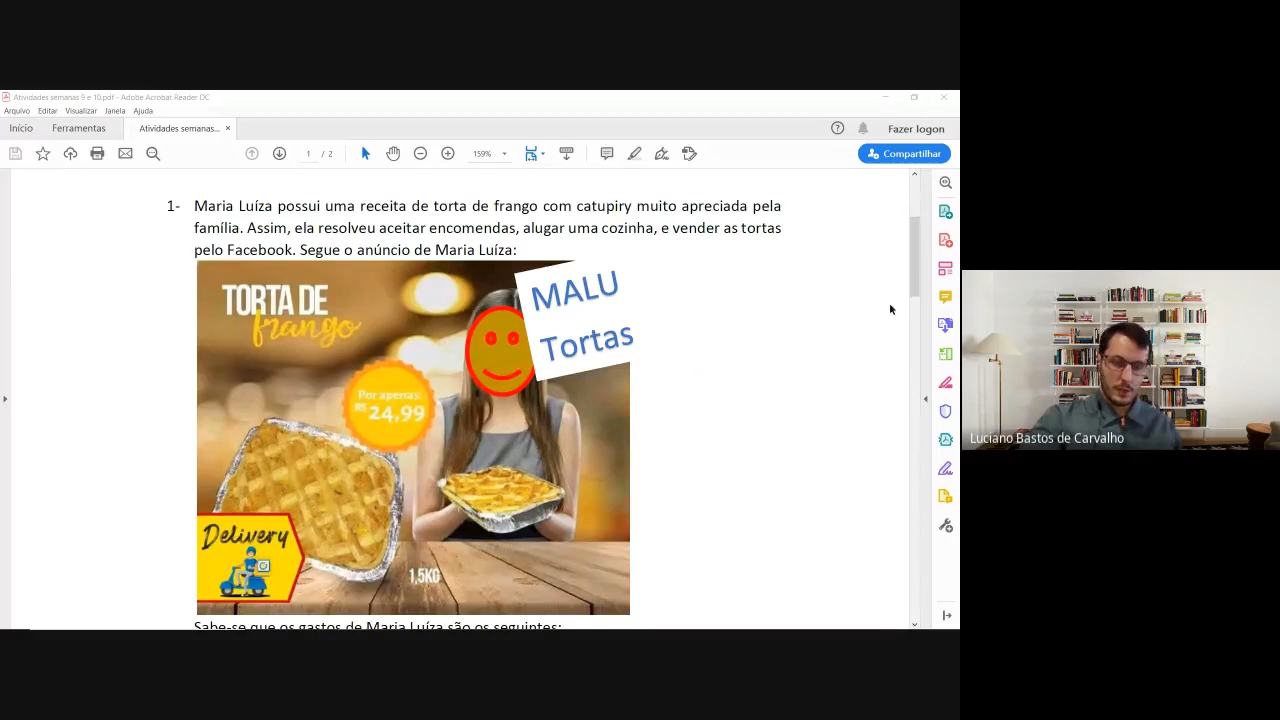 Atividades semanas 9 e 10.pdf - Adobe Acrobat Reader DC
Arquivo Editar Visualizar Janela Ajuda
Início Ferramentas Atividades semanas... ×
Fazer logon
1 / 2 159% Compartilhar
1- Maria Luíza possui uma receita de torta de frango com catupiry muito apreciada pela
família. Assim, ela resolveu aceitar encomendas, alugar uma cozinha, e vender as tortas
pelo Facebook. Segue o anúncio de Maria Luíza:
TORTA DE
frango
MALU
Tortas
Por apenas:
R$ 24,99
Delivery
1,5KG
Sabe-se que os gastos de Maria Luíza são os seguintes:
Luciano Bastos de Carvalho